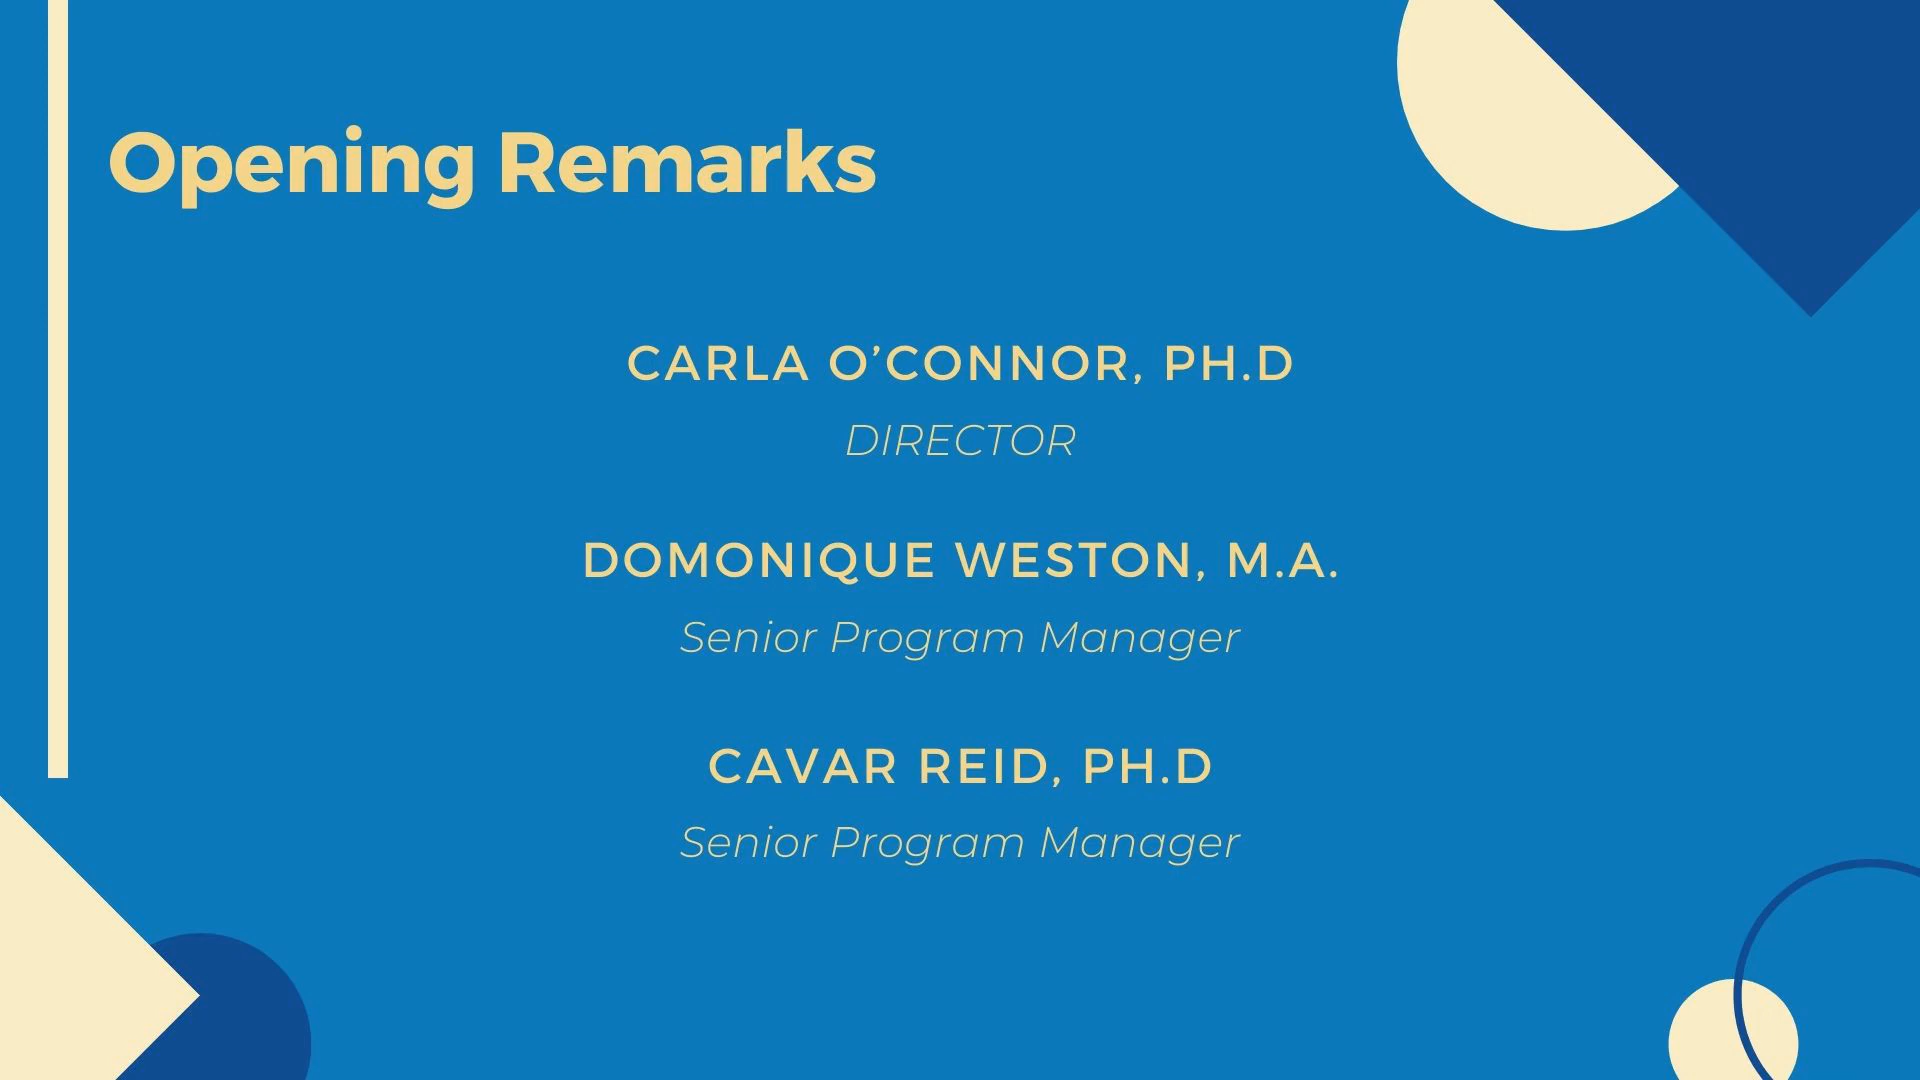 Opening Remarks
CARLA O’CONNOR, PH.D
DIRECTOR
DOMONIQUE WESTON, M.A.
Senior Program Manager
CAVAR REID, PH.D
Senior Program Manager